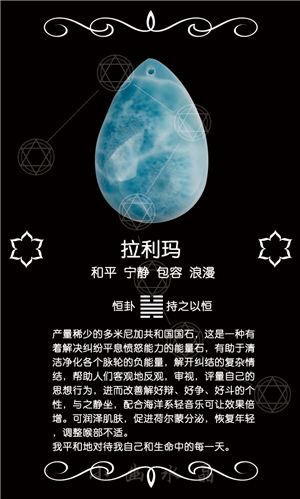 拉利玛
和平 宁静 包容 浪漫
恒卦 ䷟ 持之以恒
产量稀少的多米尼加共和国国石，这是一种有
着解决纠纷平息愤怒能力的能量石，有助于清
洁净化各个脉轮的负能量，解开纠结的复杂情
结，帮助人们客观地反观，审视，评量自己的
思想行为，进而改善解好辩、好争、好斗的个
性，与之静坐，配合海洋系轻音乐可让效果倍
增。可润泽肌肤，促进荷尔蒙分泌，恢复年轻
，调整喉部不适。
我平和地对待我自己和生命中的每一天。
水晶